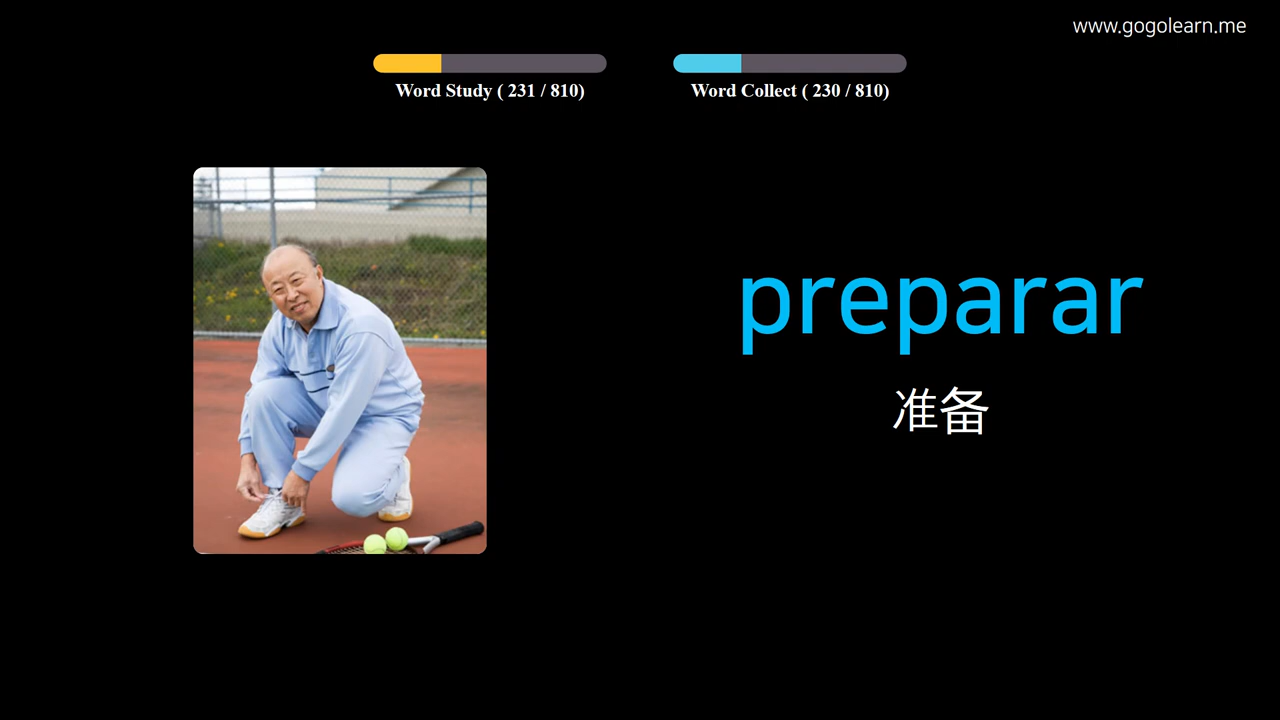 www.gogolearn.me
Word Study ( 231 / 810)
Word Collect ( 230 / 810)
preparar
准备